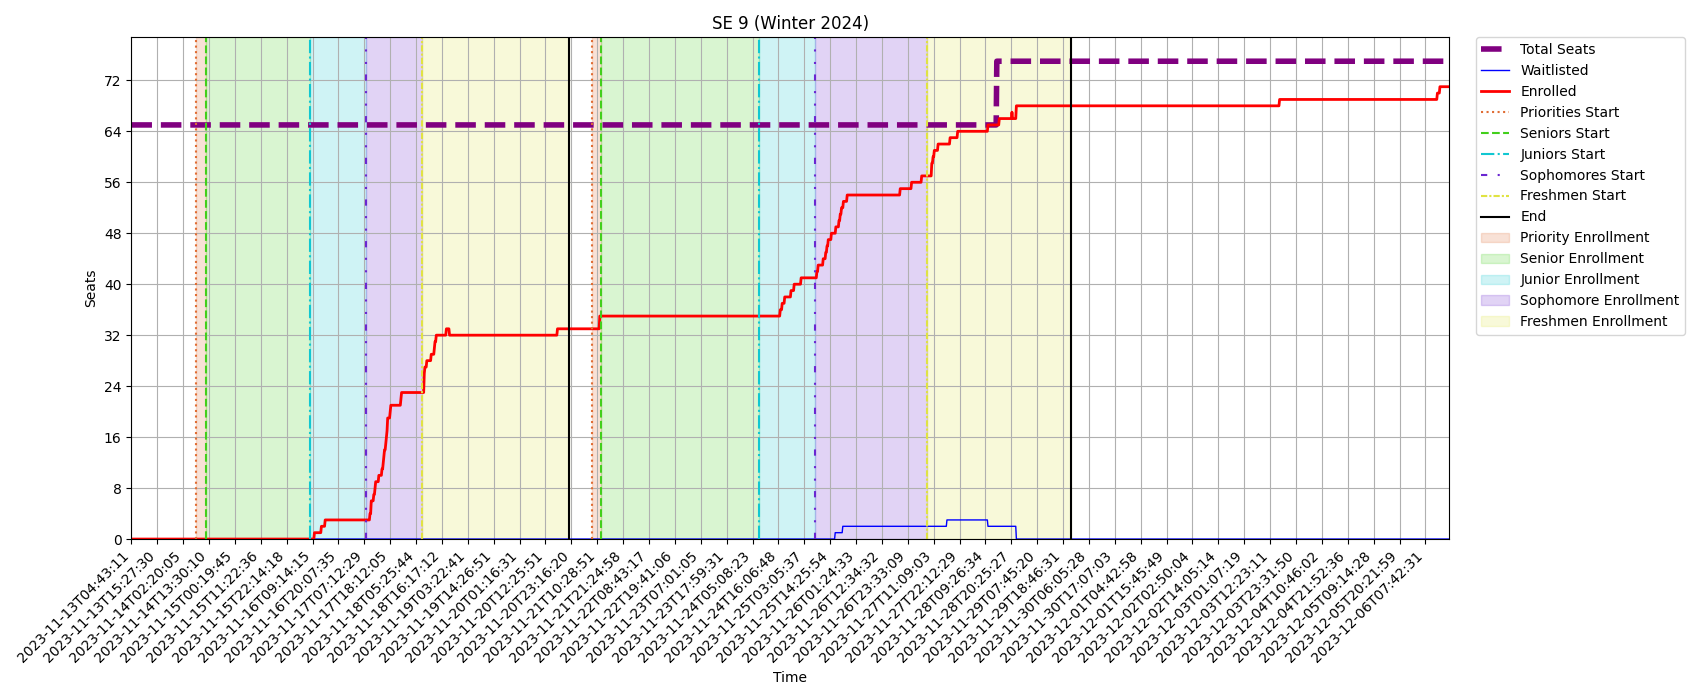 SE 9 (Winter 2024)
Total Seats
Waitlisted
Enrolled
Priorities Start
Seniors Start
Juniors Start
Sophomores Start
Freshmen Start
End
Priority Enrollment
Senior Enrollment
Junior Enrollment
Sophomore Enrollment
Freshmen Enrollment
Seats
72
64
56
48
40
32
24
16
8
0
2023-11-13T04:43:11
2023-11-13T15:27:30
2023-11-14T02:20:05
2023-11-14T13:30:16
2023-11-15T00:19:45
2023-11-15T11:22:36
2023-11-15T22:14:18
2023-11-16T09:14:15
2023-11-16T20:07:35
2023-11-17T07:12:29
2023-11-17T18:12:05
2023-11-18T05:25:44
2023-11-18T16:17:12
2023-11-19T03:22:41
2023-11-19T14:26:51
2023-11-20T01:16:31
2023-11-20T12:25:51
2023-11-20T23:16:20
2023-11-21T10:28:51
2023-11-21T21:24:58
2023-11-22T08:43:17
2023-11-22T19:41:06
2023-11-23T07:01:05
2023-11-23T17:59:31
2023-11-24T05:08:23
2023-11-24T16:06:48
2023-11-25T03:05:37
2023-11-25T14:25:54
2023-11-26T01:24:33
2023-11-26T12:34:32
2023-11-26T23:33:09
2023-11-27T11:09:03
2023-11-27T22:12:29
2023-11-28T09:26:34
2023-11-28T20:25:27
2023-11-29T07:45:20
2023-11-29T18:46:31
2023-11-30T06:05:28
2023-11-30T17:07:03
2023-12-01T04:42:58
2023-12-01T15:45:49
2023-12-02T02:50:04
2023-12-02T14:05:14
2023-12-03T01:07:19
2023-12-03T12:23:11
2023-12-03T23:31:50
2023-12-04T10:46:02
2023-12-04T21:52:36
2023-12-05T09:14:28
2023-12-05T20:21:59
2023-12-06T07:42:31
Time